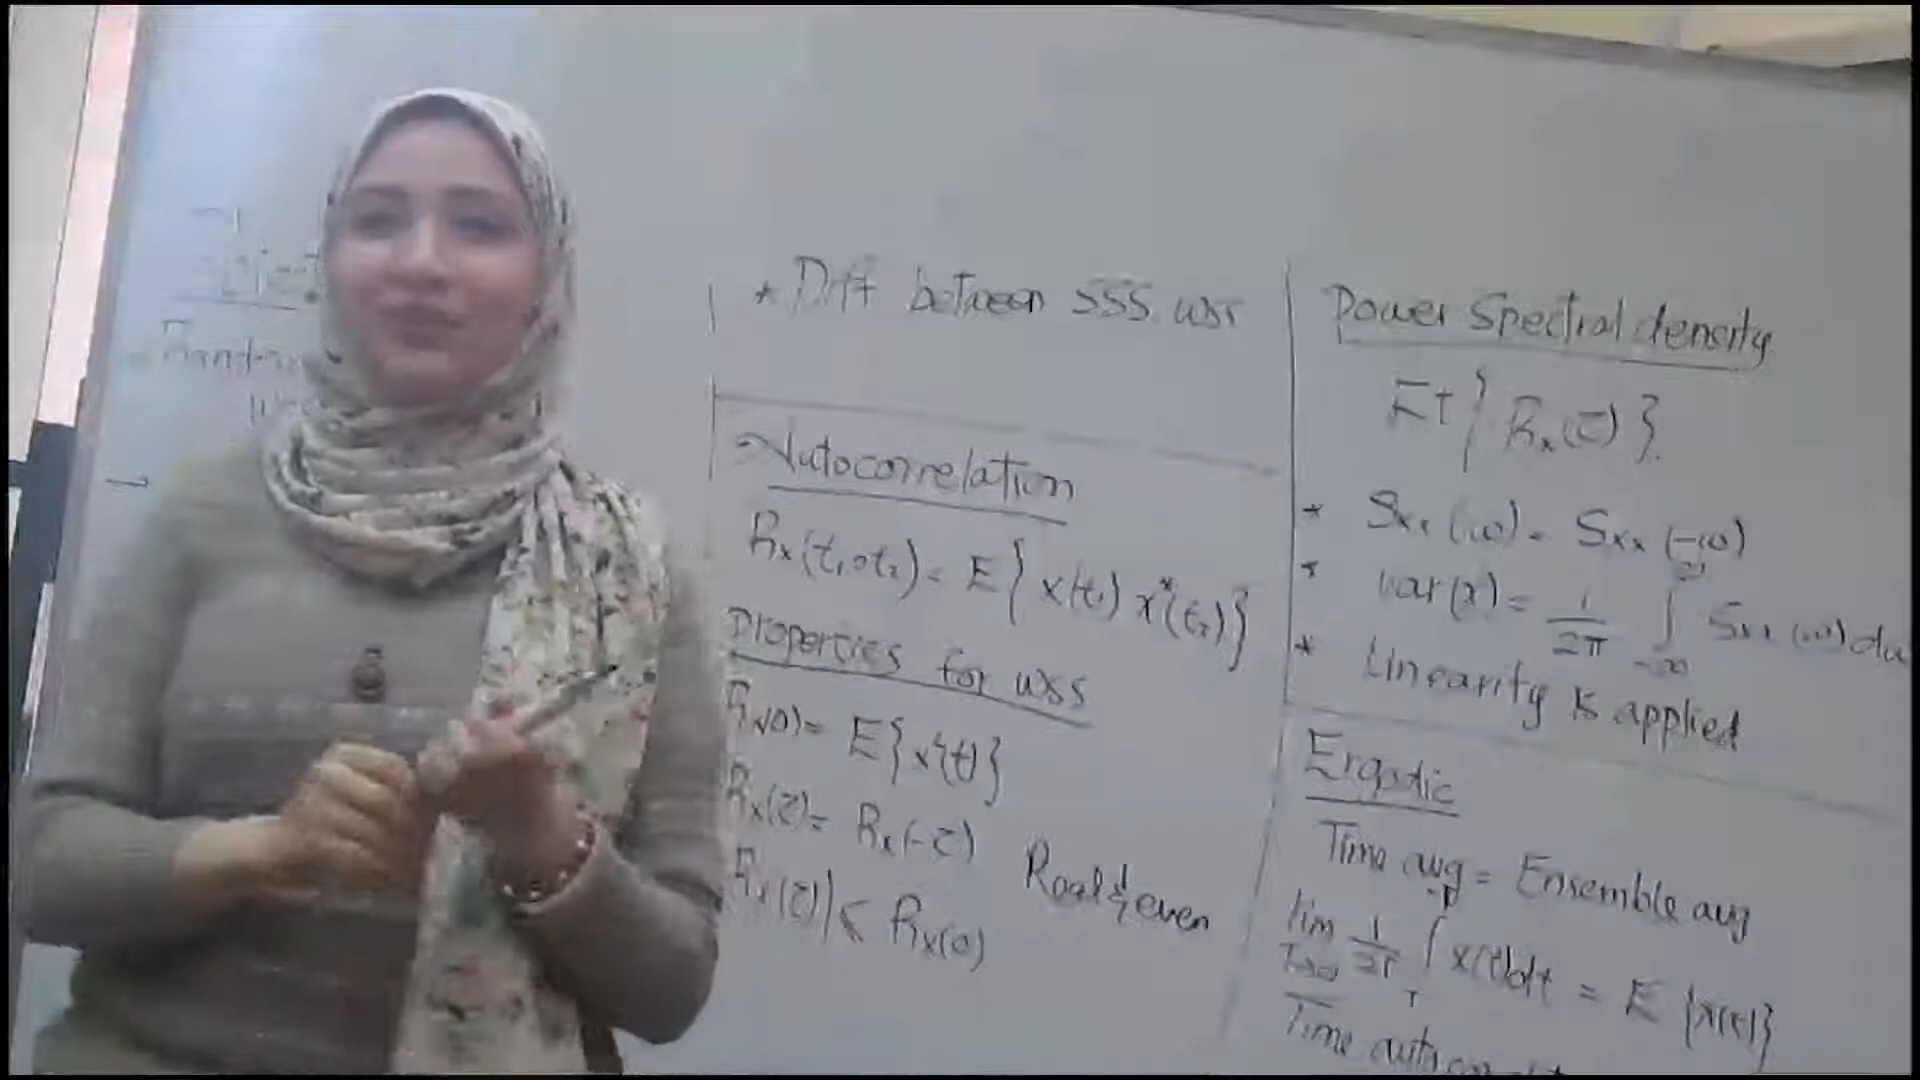 * Diff between SSS. WSS
Autocorrelation
Rx(t₁, t₂) = E{ x(t₁) x*(t₂)}
Properties for WSS
Rx(0) = E{x²(t)}
Rx(τ) = Rx(-τ) Real & even
Rx(τ)| ≤ Rx(0)
Power Spectral density
Ft { Rx(τ) }.
* Sxx(ω) = Sxx(-ω)
* var(x) = 1/2π ∫ -∞ ∞ Sxx(ω) dω
* Linearity is applied
Ergodic
Time avg = Ensemble avg
lim T→∞ 1/2T ∫ -T T x(t)dt = E {x(t)}
Time